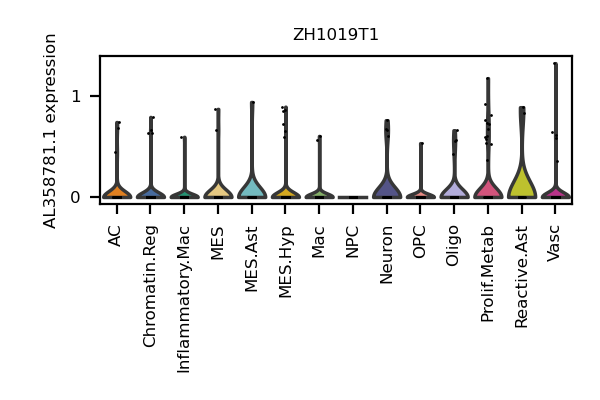 ZH1019T1
AL358781.1 expression
1
0
AC
Chromatin.Reg
Inflammatory.Mac
MES
MES.Ast
MES.Hyp
Mac
NPC
Neuron
OPC
Oligo
Prolif.Metab
Reactive.Ast
Vasc